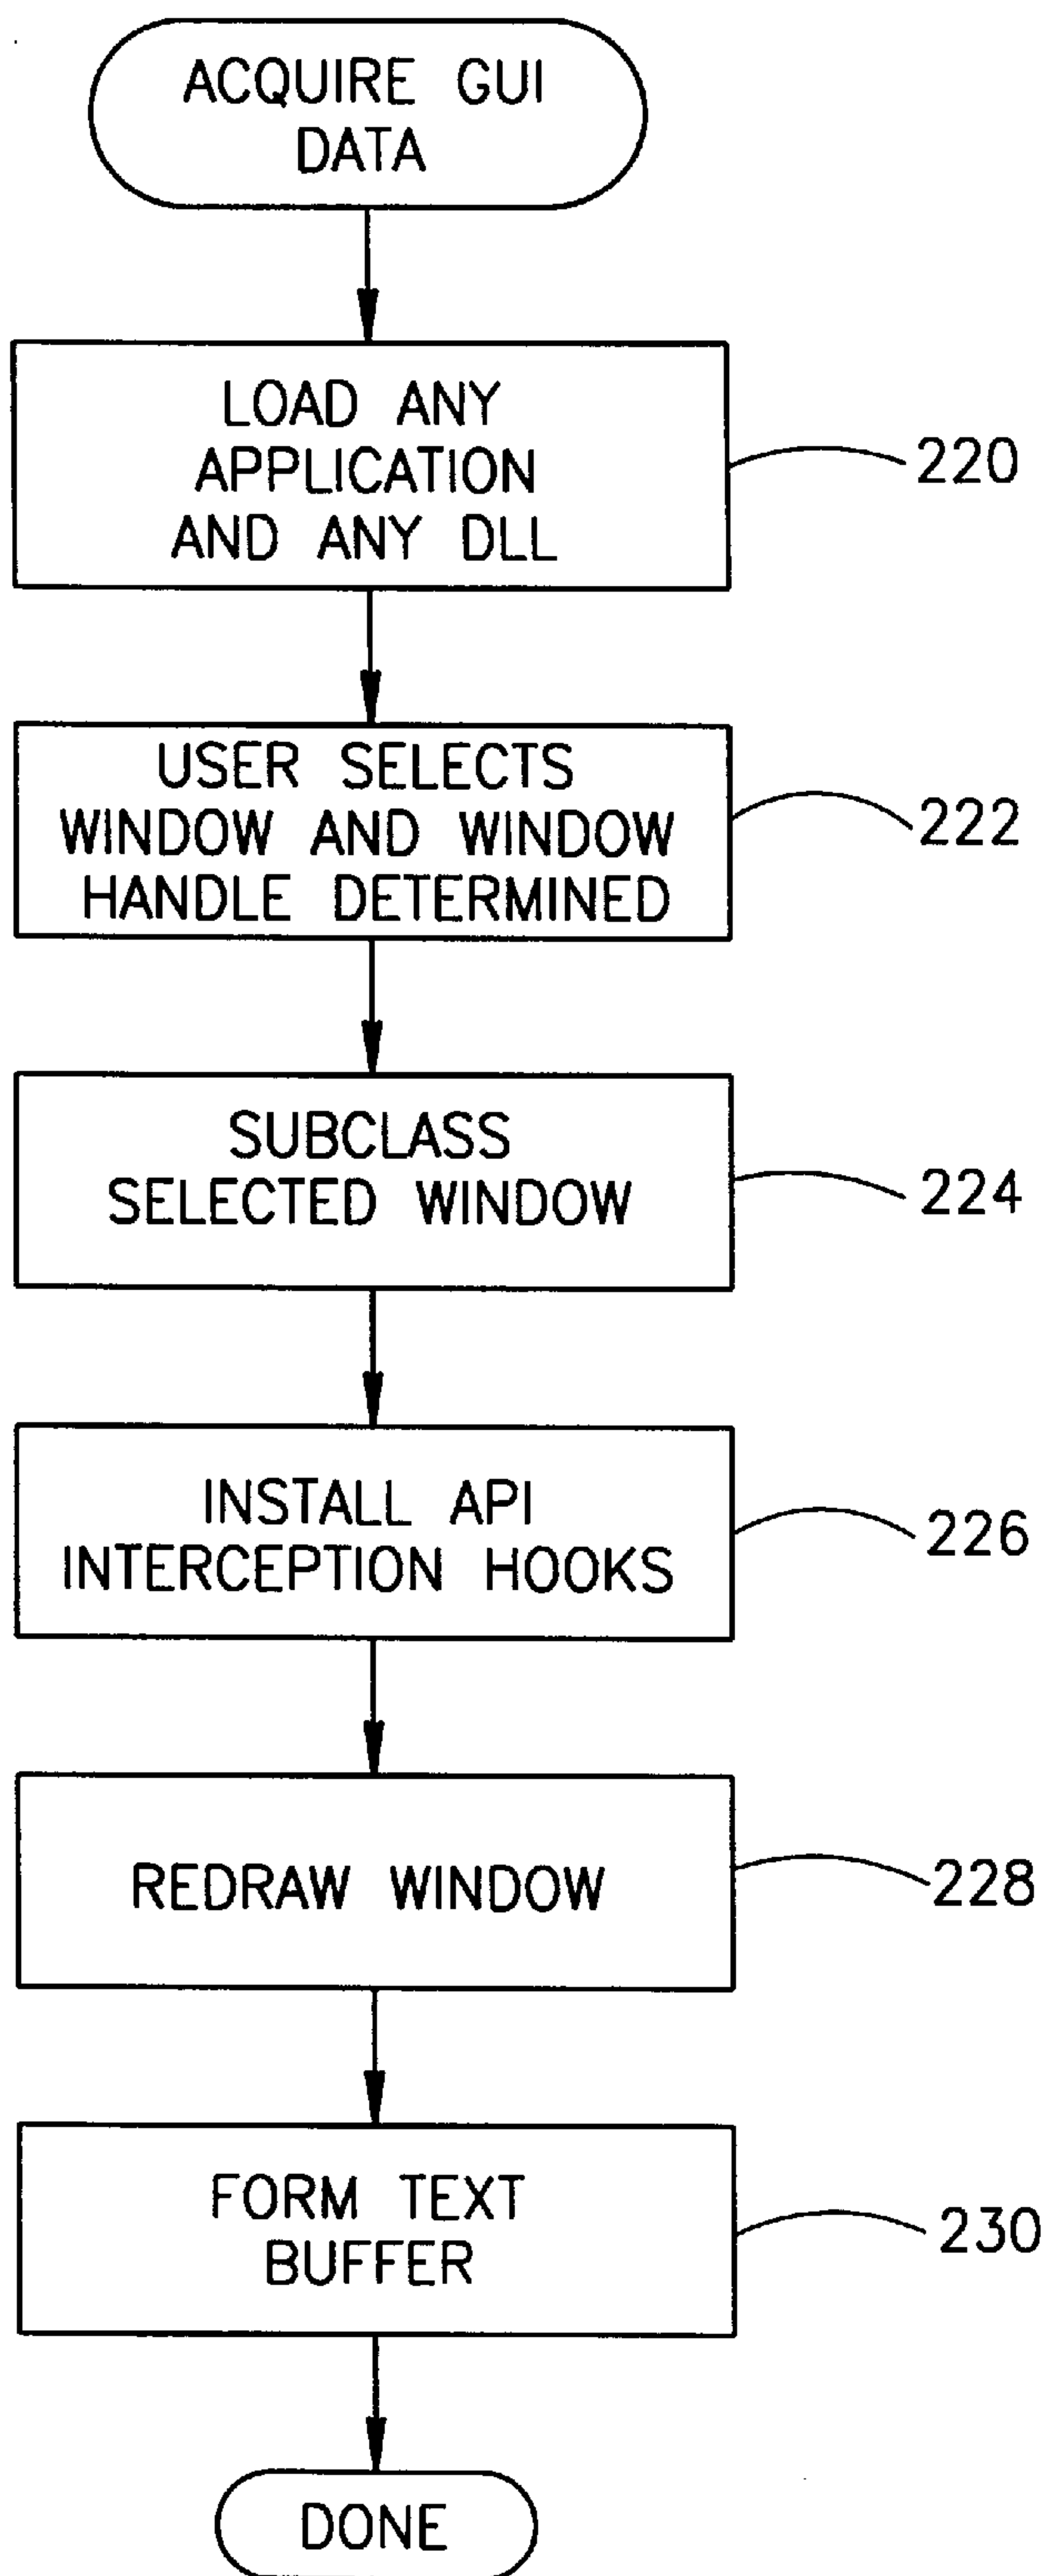 ACQUIRE GUI
DATA
LOAD ANY
APPLICATION
AND ANY DLL
220
USER SELECTS
WINDOW AND WINDOW
HANDLE DETERMINED
222
SUBCLASS
SELECTED WINDOW
224
INSTALL API
INTERCEPTION HOOKS
226
REDRAW WINDOW
228
FORM TEXT
BUFFER
230
DONE